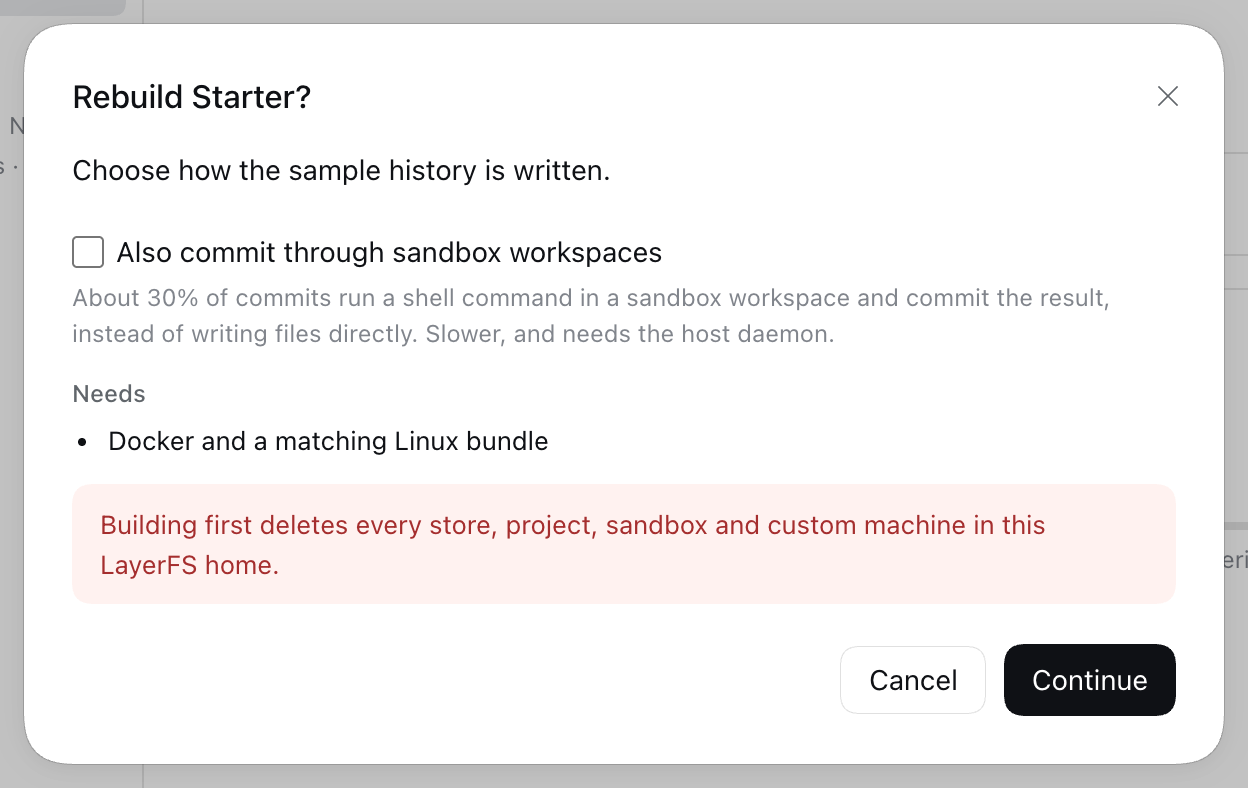 Rebuild Starter?
Choose how the sample history is written.
Also commit through sandbox workspaces
About 30% of commits run a shell command in a sandbox workspace and commit the result,
instead of writing files directly. Slower, and needs the host daemon.
Needs
• Docker and a matching Linux bundle
Building first deletes every store, project, sandbox and custom machine in this
LayerFS home.
Cancel
Continue